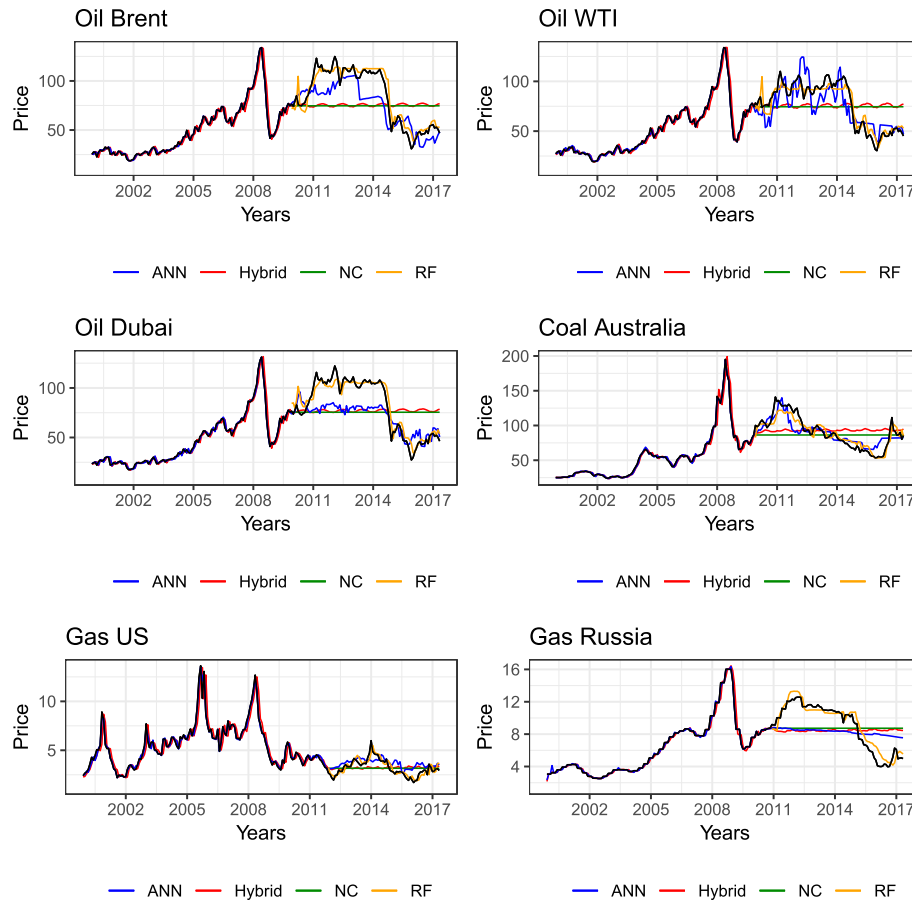 Oil Brent
Price
100
50
2002 2005 2008 2011 2014 2017
Years
ANN Hybrid NC RF
Oil WTI
Price
100
50
2002 2005 2008 2011 2014 2017
Years
ANN Hybrid NC RF
Oil Dubai
Price
100
50
2002 2005 2008 2011 2014 2017
Years
ANN Hybrid NC RF
Coal Australia
Price
200
150
100
50
2002 2005 2008 2011 2014 2017
Years
ANN Hybrid NC RF
Gas US
Price
10
5
2002 2005 2008 2011 2014 2017
Years
ANN Hybrid NC RF
Gas Russia
Price
16
12
8
4
2002 2005 2008 2011 2014 2017
Years
ANN Hybrid NC RF